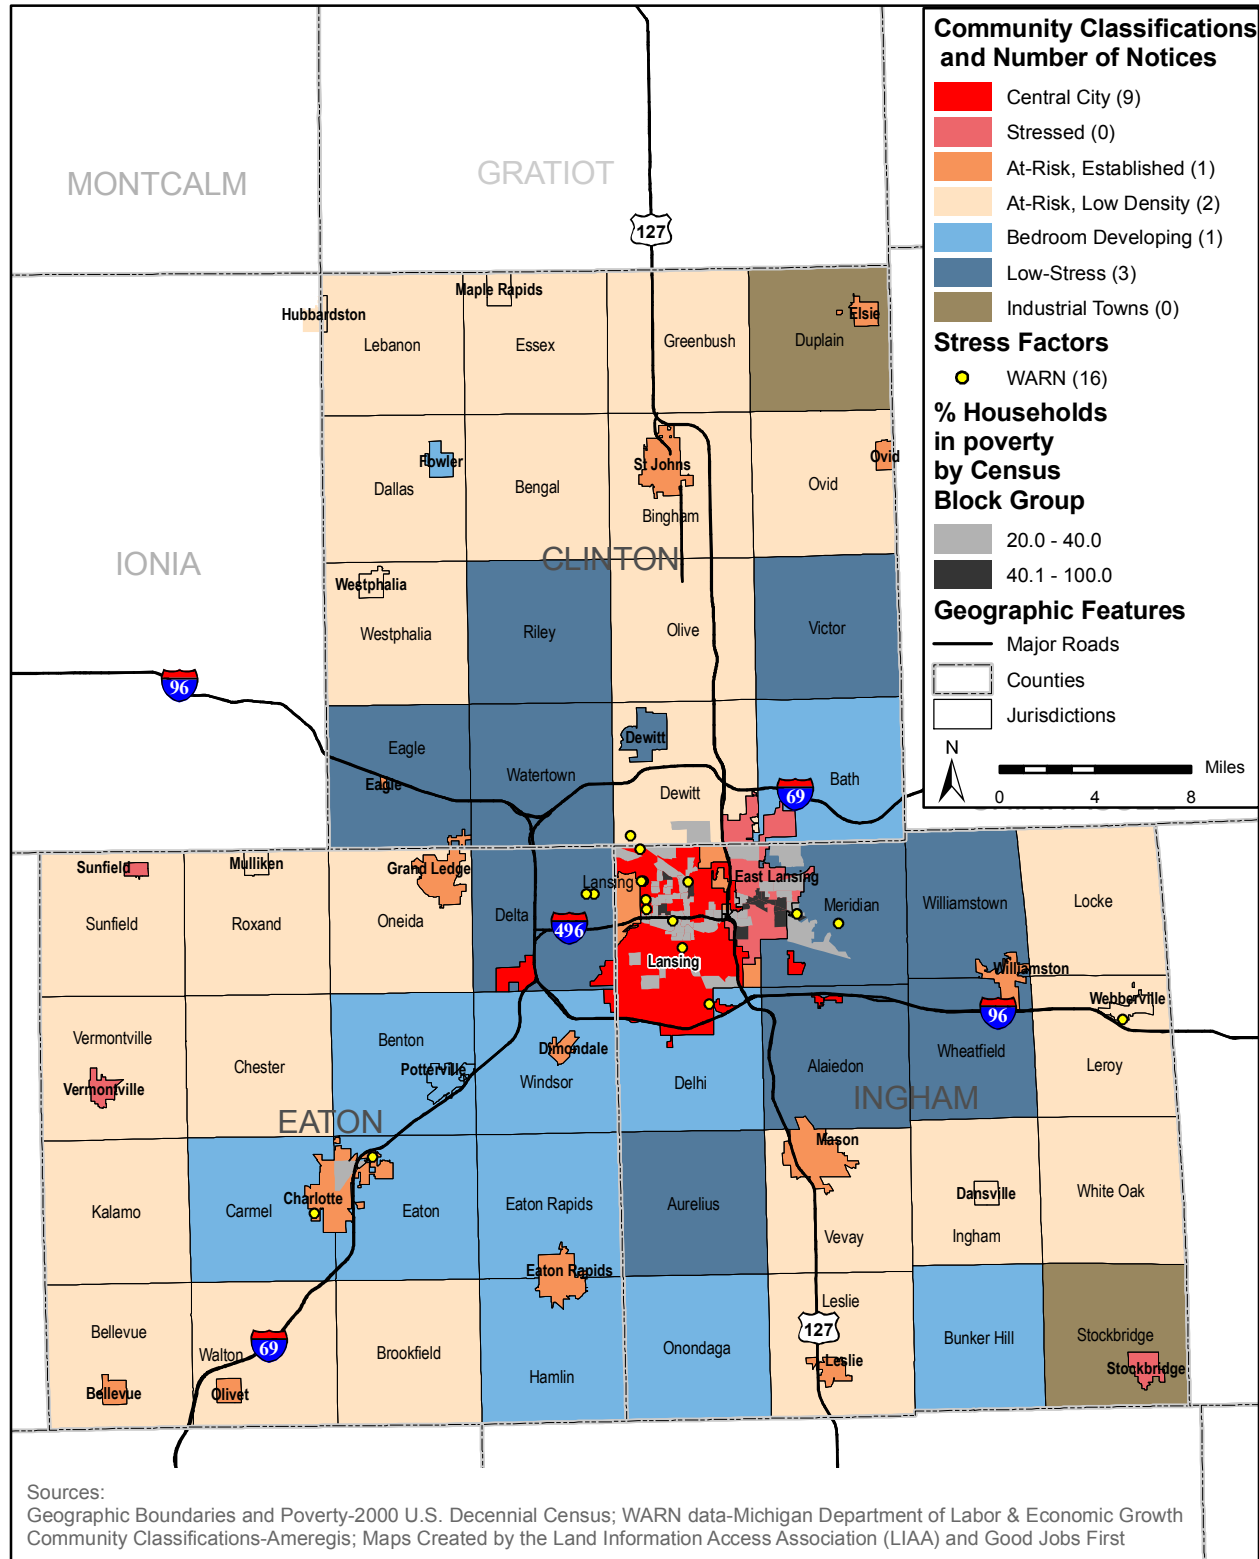 Community Classifications
and Number of Notices
Central City (9)
Stressed (0)
At-Risk, Established (1)
At-Risk, Low Density (2)
Bedroom Developing (1)
Low-Stress (3)
Industrial Towns (0)
Stress Factors
WARN (16)
% Households
in poverty
by Census
Block Group
20.0 - 40.0
40.1 - 100.0
Geographic Features
Major Roads
Counties
Jurisdictions
N
Miles
0 4 8
MONTCALM
GRATIOT
127
Maple Rapids
Hubbardston
Elsie
Lebanon
Essex
Greenbush
Duplain
Fowler
St Johns
Ovid
Dallas
Bengal
Ovid
Bingham
IONIA
CLINTON
Westphalia
Westphalia
Riley
Olive
Victor
96
Eagle
Dewitt
Eagle
Watertown
Dewitt
69
Bath
Sunfield
Mulliken
Grand Ledge
Lansing
East Lansing
Sunfield
Roxand
Oneida
Delta
Meridian
Williamstown
Locke
496
Lansing
Williamston
Webberville
96
Vermontville
Chester
Benton
Dimondale
Wheatfield
Vermontville
Potterville
Windsor
Delhi
Alaiedon
Leroy
EATON
INGHAM
Mason
Kalamo
Charlotte
Carmel
Eaton
Eaton Rapids
Aurelius
Dansville
White Oak
Vevay
Ingham
Eaton Rapids
Leslie
Bellevue
Walton
69
Brookfield
Onondaga
127
Bunker Hill
Stockbridge
Bellevue
Olivet
Hamlin
Leslie
Stockbridge
Sources:
Geographic Boundaries and Poverty-2000 U.S. Decennial Census; WARN data-Michigan Department of Labor & Economic Growth
Community Classifications-Ameregis; Maps Created by the Land Information Access Association (LIAA) and Good Jobs First